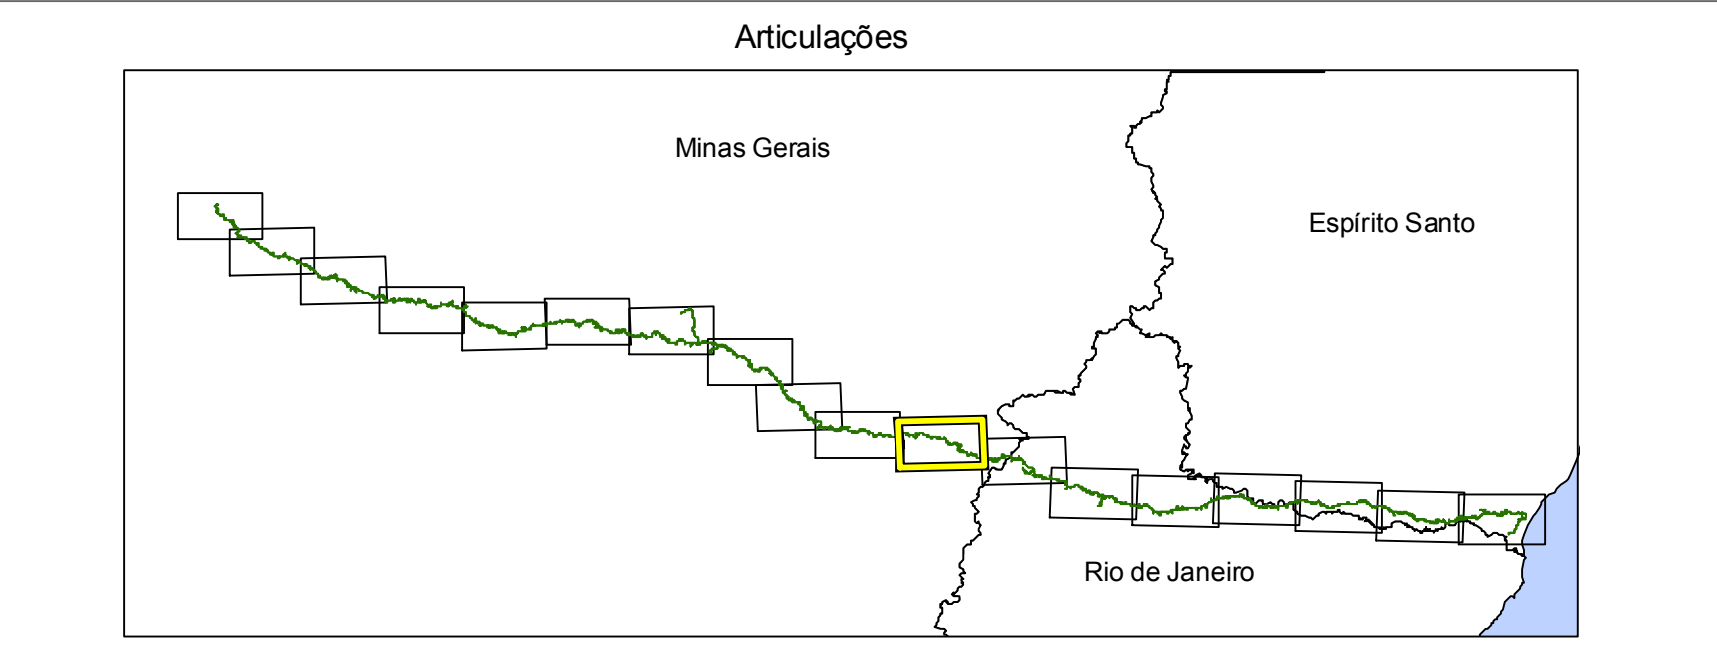 Articulações
Minas Gerais
Espírito Santo
Rio de Janeiro